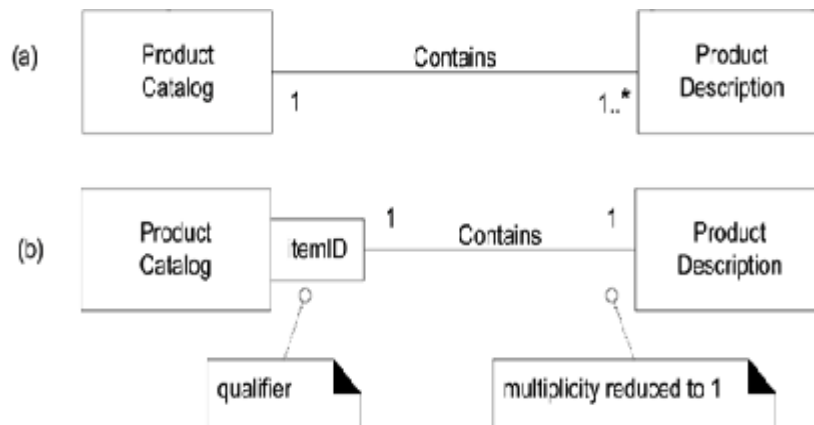 (a)
Product
Catalog
Contains
1
1..*
Product
Description
(b)
Product
Catalog
itemID
1
Contains
1
Product
Description
qualifier
multiplicity reduced to 1